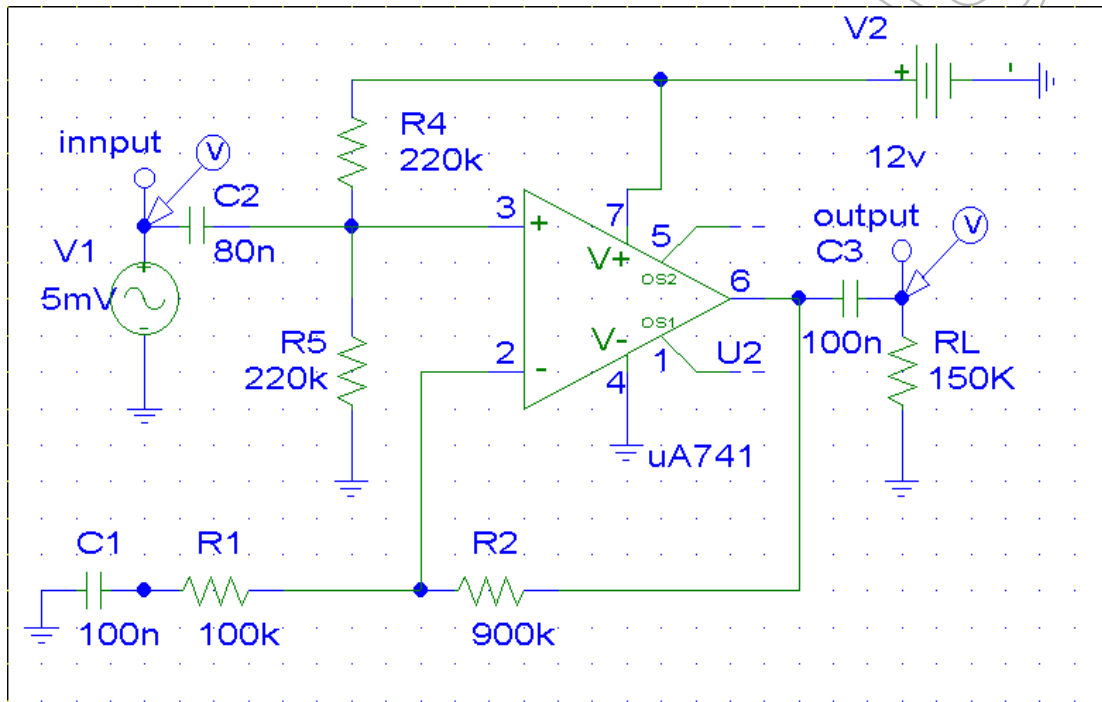 V2
+
'
12v
innput
V
V1
+
-
5mV
C2
80n
R4
220k
R5
220k
3
+
2
-
7
V+
5
OS2
6
V-
OS1
4
1
U2
uA741
output
V
C3
100n
RL
150K
C1
100n
R1
100k
R2
900k